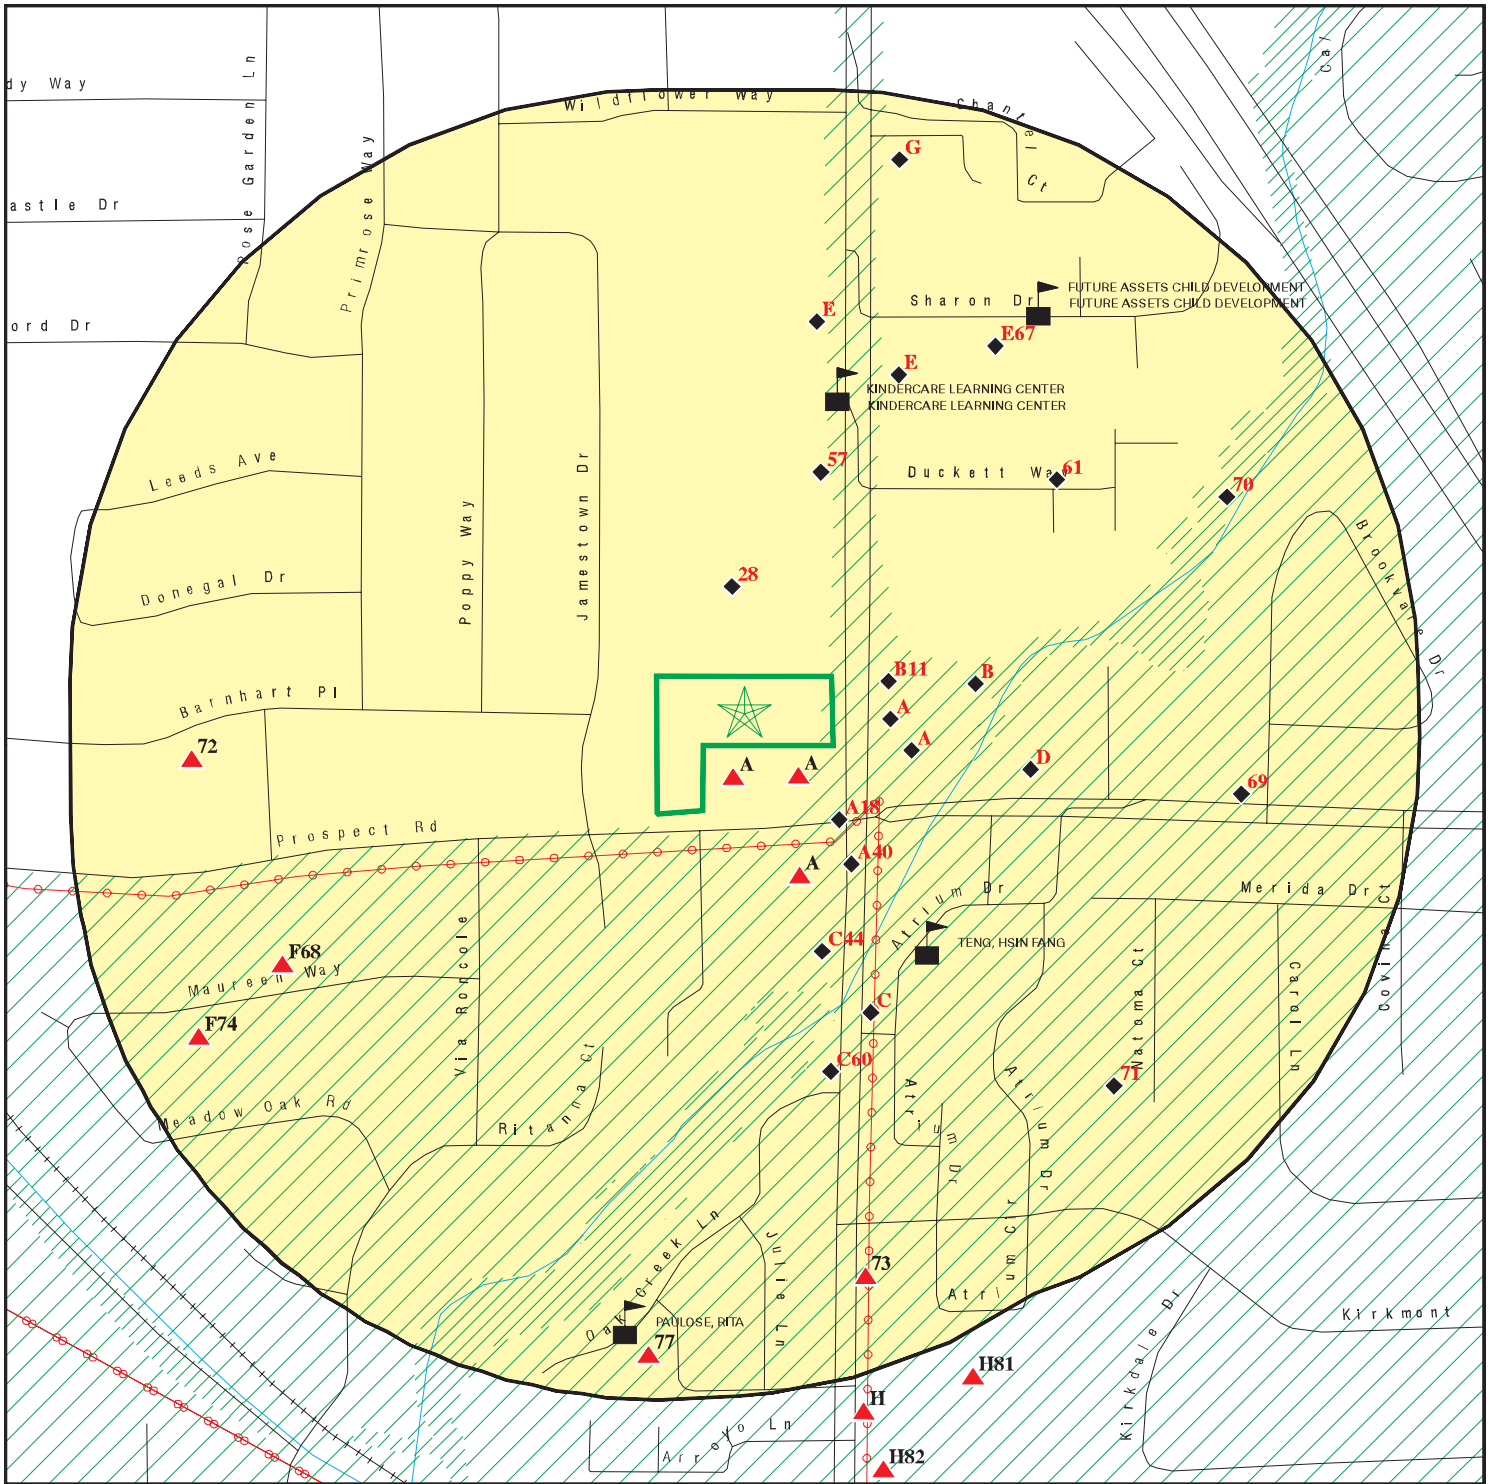 dy Way
Rose Garden Ln
Cal
Wildflower Way
Chantel Ct
Primrose Way
G
astle Dr
FUTURE ASSETS CHILD DEVELOPMENT
Sharon Dr
FUTURE ASSETS CHILD DEVELOPMENT
ord Dr
E
E67
E
KINDERCARE LEARNING CENTER
KINDERCARE LEARNING CENTER
Leeds Ave
57
Duckett Way
61
70
Poppy Way
Jamestown Dr
Brookvale Dr
Donegal Dr
28
B11
B
Barnhart Pl
A
72
A
A
A
D
69
A18
Prospect Rd
A
A40
Atrium Dr
Merida Dr
Covina Ct
C44
TENG, HSIN FANG
F68
Maureen Way
Via Roncole
Natoma Ct
Carol Ln
C
F74
C60
71
Ritanna Ct
Atrium Dr
Atrium Dr
Meadow Oak Rd
Oak Creek Ln
Julie Ln
73
Atrium Cir
Kirkdale Dr
Kirkmont
PAULOSE, RITA
77
H81
H
Arroyo Ln
H82